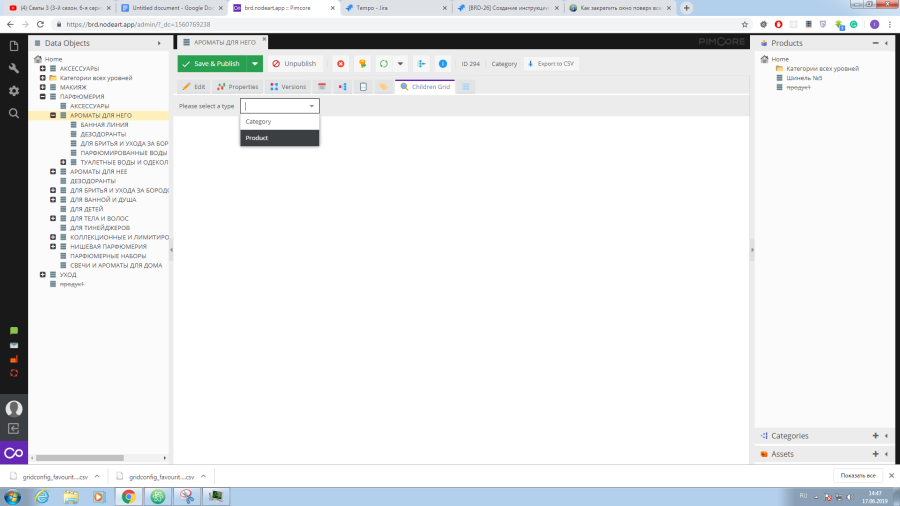 (4) Сваты 3 (3-й сезон, 6-я сери
Untitled document - Google Doc
brd.nodeart.app :: Pimcore
Tempo - Jira
[BRD-26] Создание инструкции
Как закрепить окно поверх всех
https://brd.nodeart.app/admin/?_dc=1560769238
Data Objects
Home
АКСЕССУАРЫ
Категории всех уровней
МАКИЯЖ
ПАРФЮМЕРИЯ
АКСЕССУАРЫ
АРОМАТЫ ДЛЯ НЕГО
БАННАЯ ЛИНИЯ
ДЕЗОДОРАНТЫ
ДЛЯ БРИТЬЯ И УХОДА ЗА БОР
ПАРФЮМИРОВАННЫЕ ВОДЫ
ТУАЛЕТНЫЕ ВОДЫ И ОДЕКОЛ
АРОМАТЫ ДЛЯ НЕЕ
ДЕЗОДОРАНТЫ
ДЛЯ БРИТЬЯ И УХОДА ЗА БОРОДО
ДЛЯ ВАННОЙ И ДУША
ДЛЯ ДЕТЕЙ
ДЛЯ ТЕЛА И ВОЛОС
ДЛЯ ТИНЕЙДЖЕРОВ
КОЛЛЕКЦИОННЫЕ И ЛИМИТИРО
НИШЕВАЯ ПАРФЮМЕРИЯ
ПАРФЮМЕРНЫЕ НАБОРЫ
СВЕЧИ И АРОМАТЫ ДЛЯ ДОМА
УХОД
продукт
АРОМАТЫ ДЛЯ НЕГО
PIMCORE
Save & Publish
Unpublish
ID 294
Category
Export to CSV
Edit
Properties
Versions
Children Grid
Please select a type
Category
Product
Products
Home
Категории всех уровней
Шинель №5
продукт
Categories
Assets
gridconfig_favourit....csv
gridconfig_favourit....csv
Показать все
RU
14:47
17.06.2019